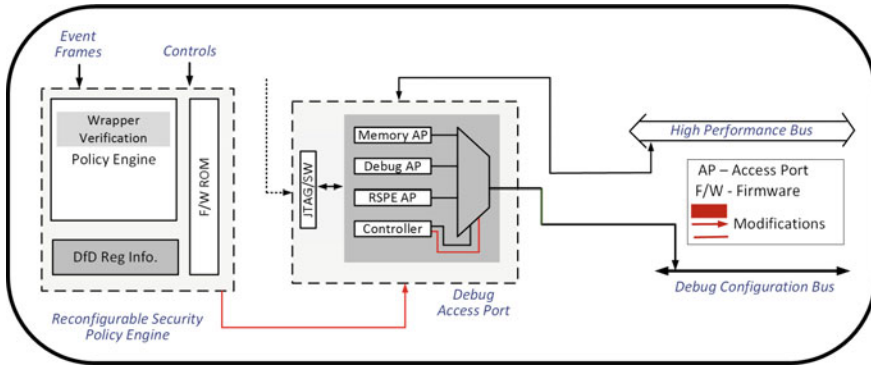 Event
Frames
Controls
Wrapper
Verification
Policy Engine
F/W ROM
DfD Reg Info.
Reconfigurable Security
Policy Engine
JTAG/SW
Memory AP
Debug AP
RSPE AP
Controller
Debug
Access Port
High Performance Bus
AP – Access Port
F/W - Firmware
Modifications
Debug Configuration Bus